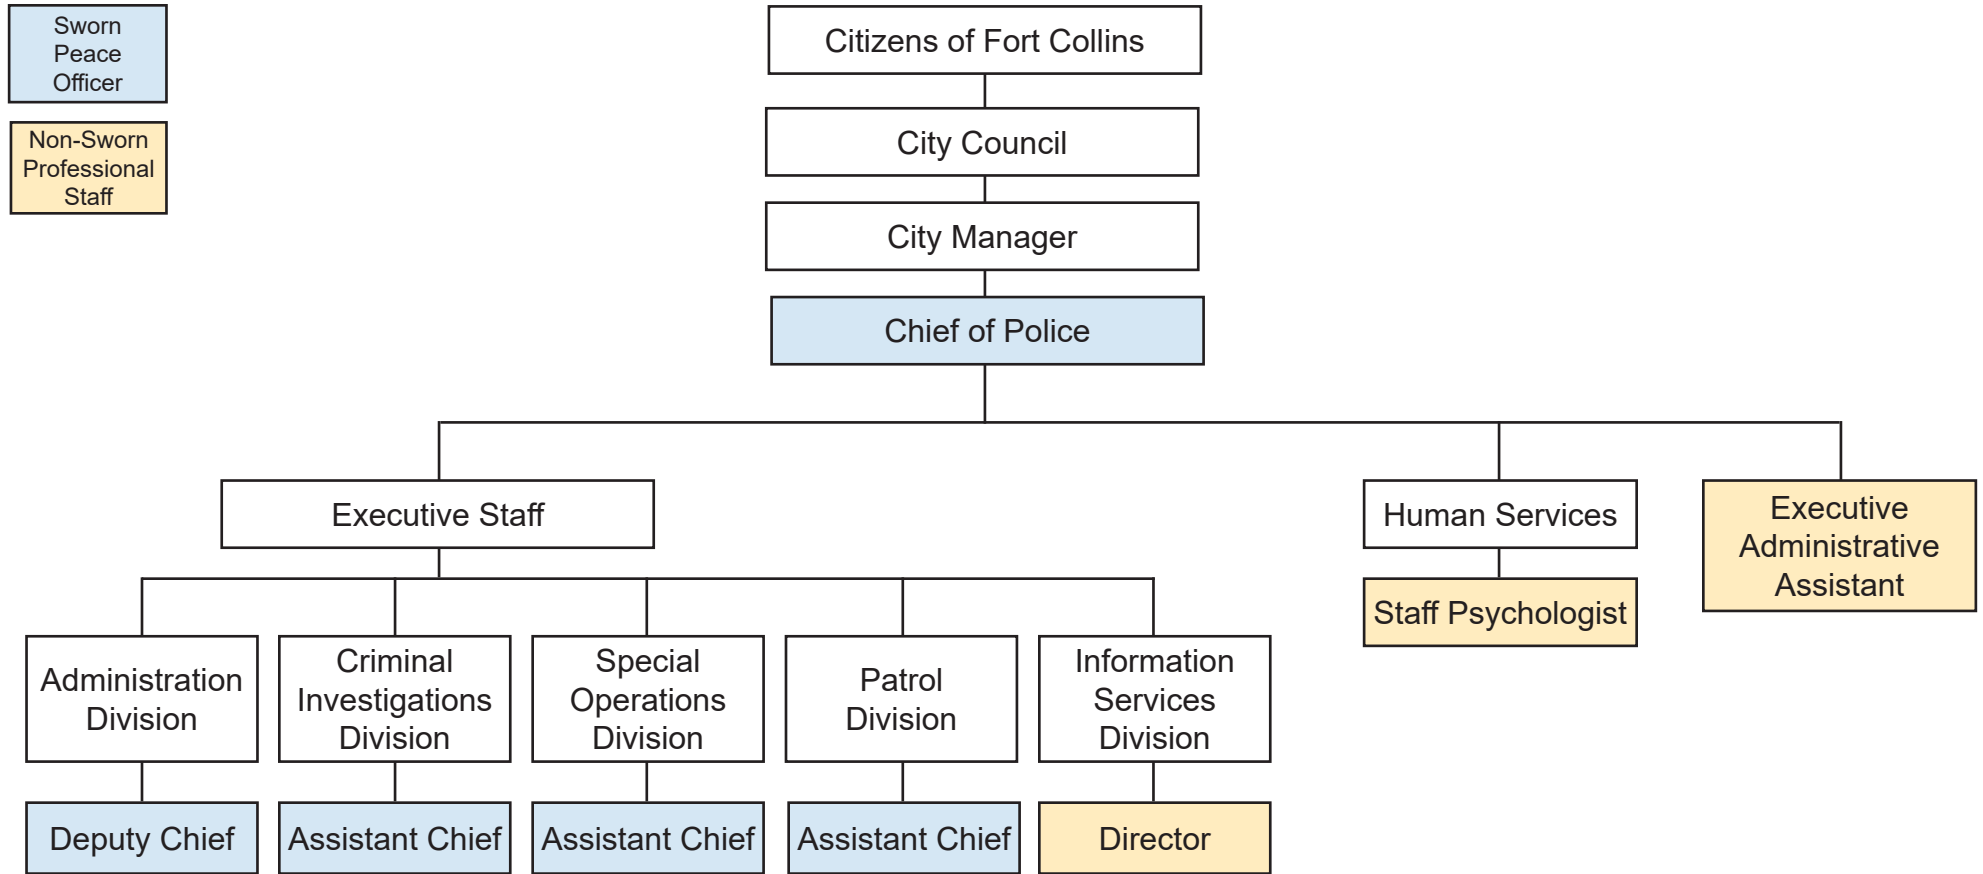 Sworn
Peace
Officer
Non-Sworn
Professional
Staff
Citizens of Fort Collins
City Council
City Manager
Chief of Police
Executive Staff
Human Services
Executive
Administrative
Assistant
Staff Psychologist
Administration
Division
Criminal
Investigations
Division
Special
Operations
Division
Patrol
Division
Information
Services
Division
Deputy Chief
Assistant Chief
Assistant Chief
Assistant Chief
Director